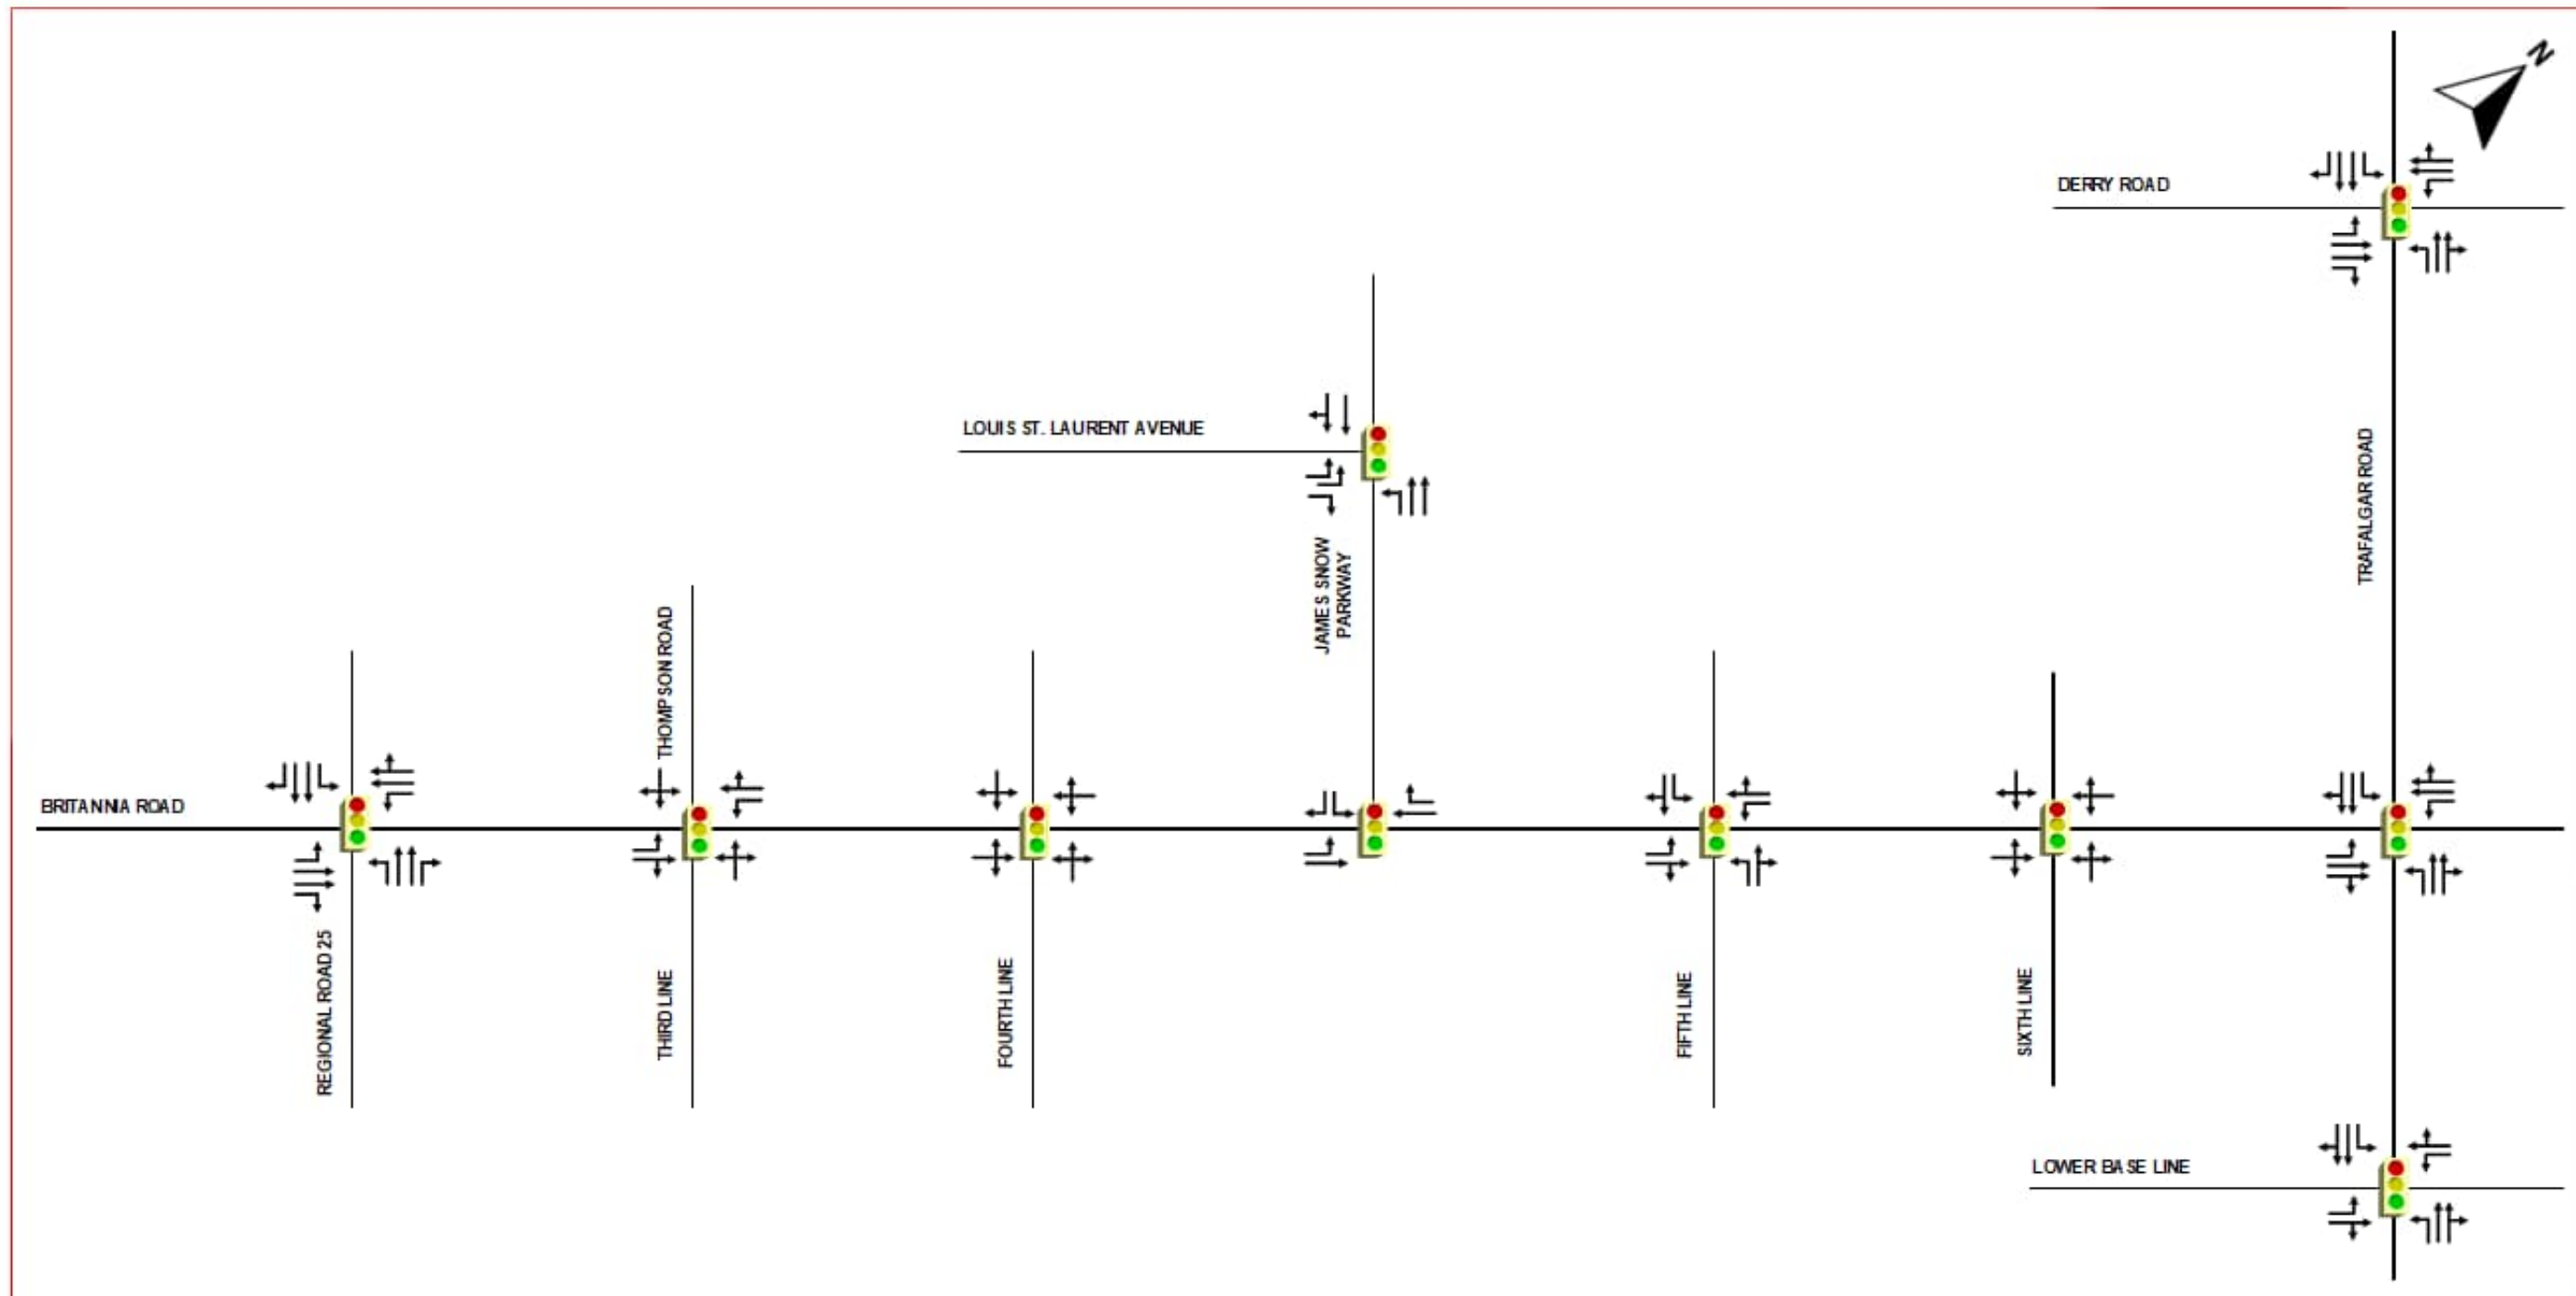 N
DERRY ROAD
LOUIS ST. LAURENT AVENUE
TRAFALGAR ROAD
JAMES SNOW
PARKWAY
THOMPSON ROAD
BRITANNIA ROAD
REGIONAL ROAD 25
THIRD LINE
FOURTH LINE
FIFTH LINE
SIXTH LINE
LOWER BASE LINE